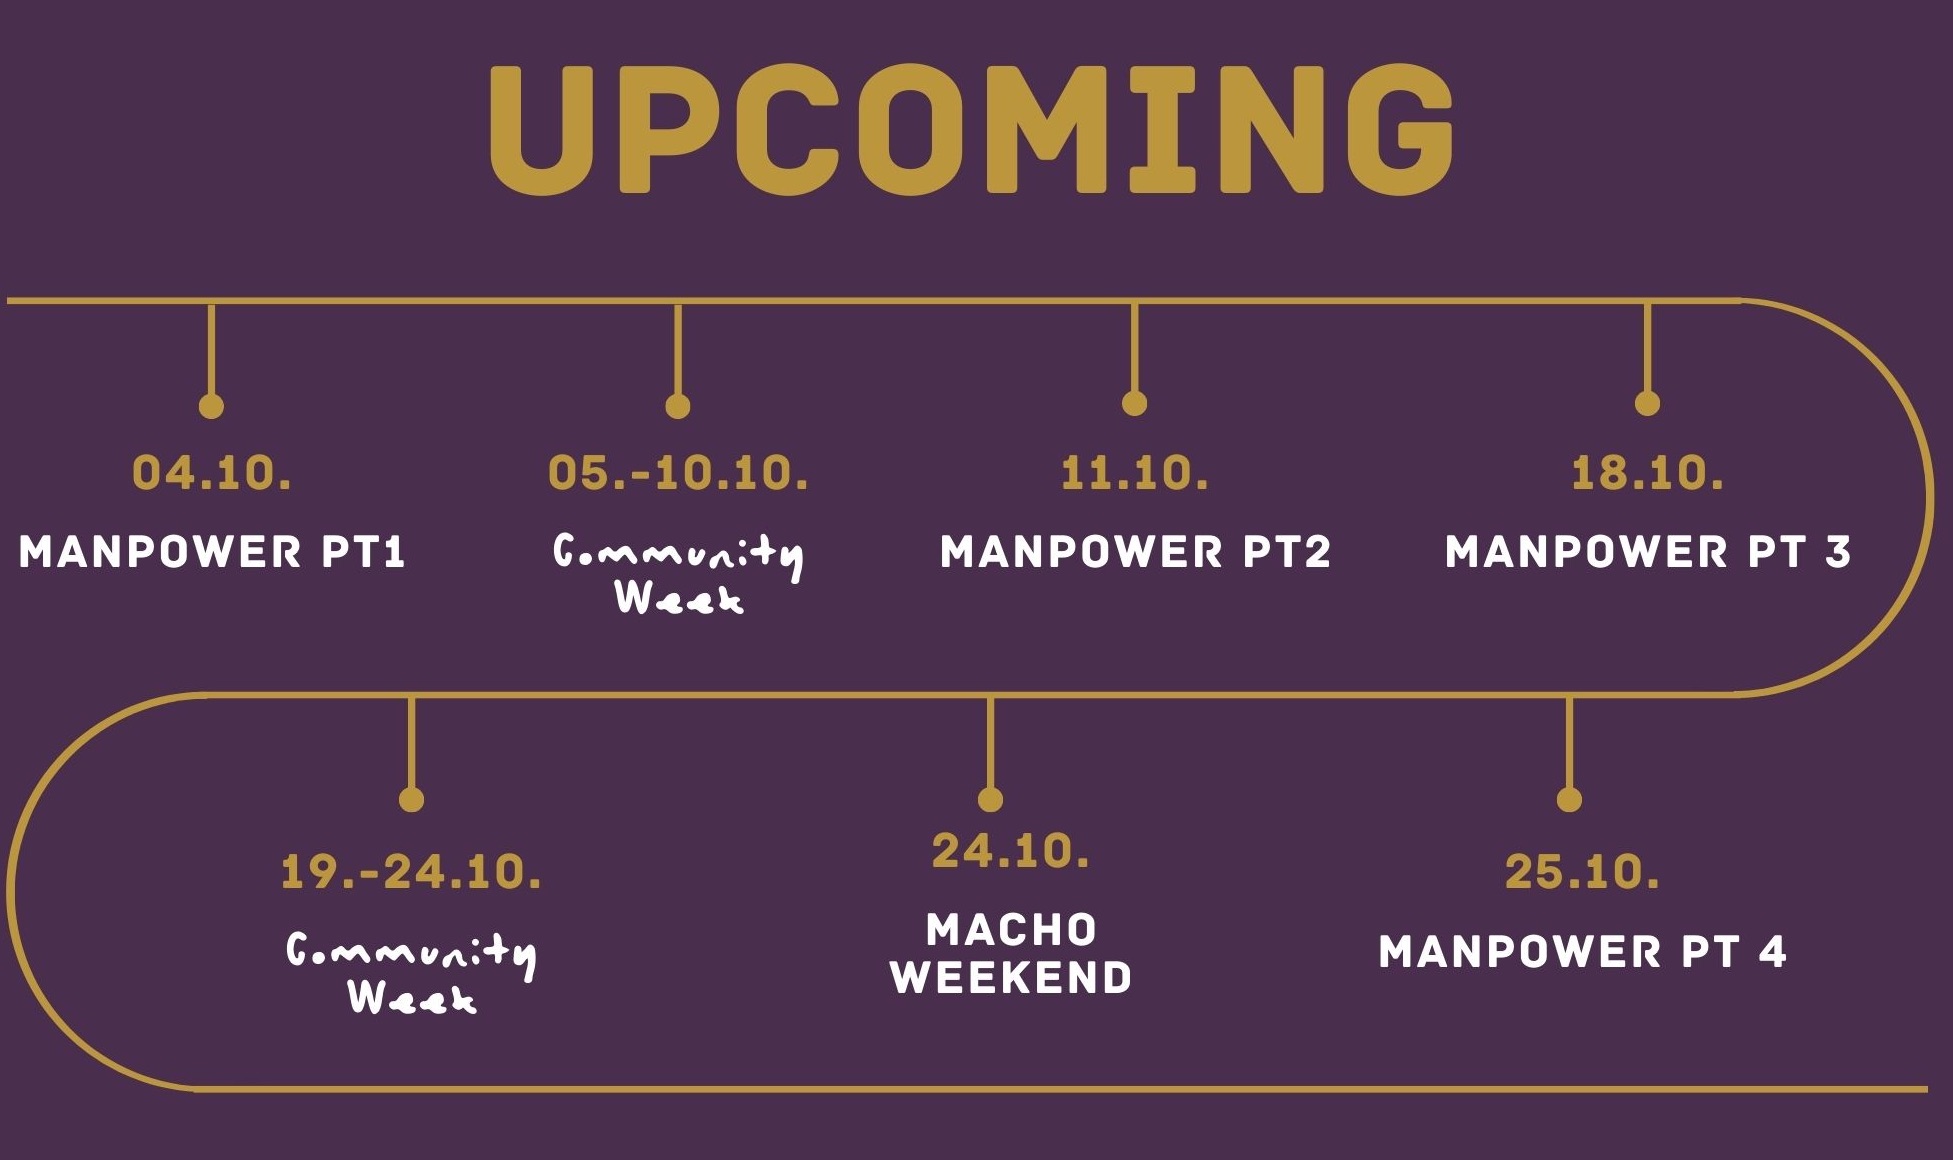 UPCOMING
04.10.
MANPOWER PT1
05.-10.10.
Community
Week
11.10.
MANPOWER PT2
18.10.
MANPOWER PT 3
19.-24.10.
Community
Week
24.10.
MACHO
WEEKEND
25.10.
MANPOWER PT 4